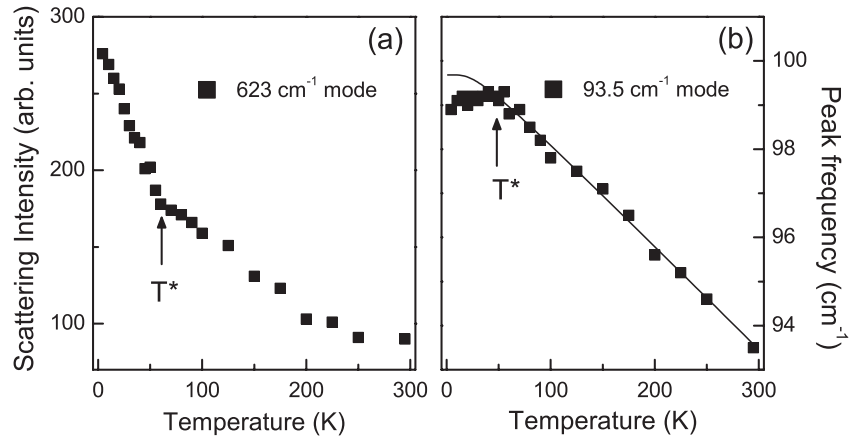 300
200
100
Scattering Intensity (arb. units)
(a)
623 cm⁻¹ mode
T*
0 100 200 300
Temperature (K)
(b)
93.5 cm⁻¹ mode
T*
0 100 200 300
Temperature (K)
100
98
96
94
Peak frequency (cm⁻¹)